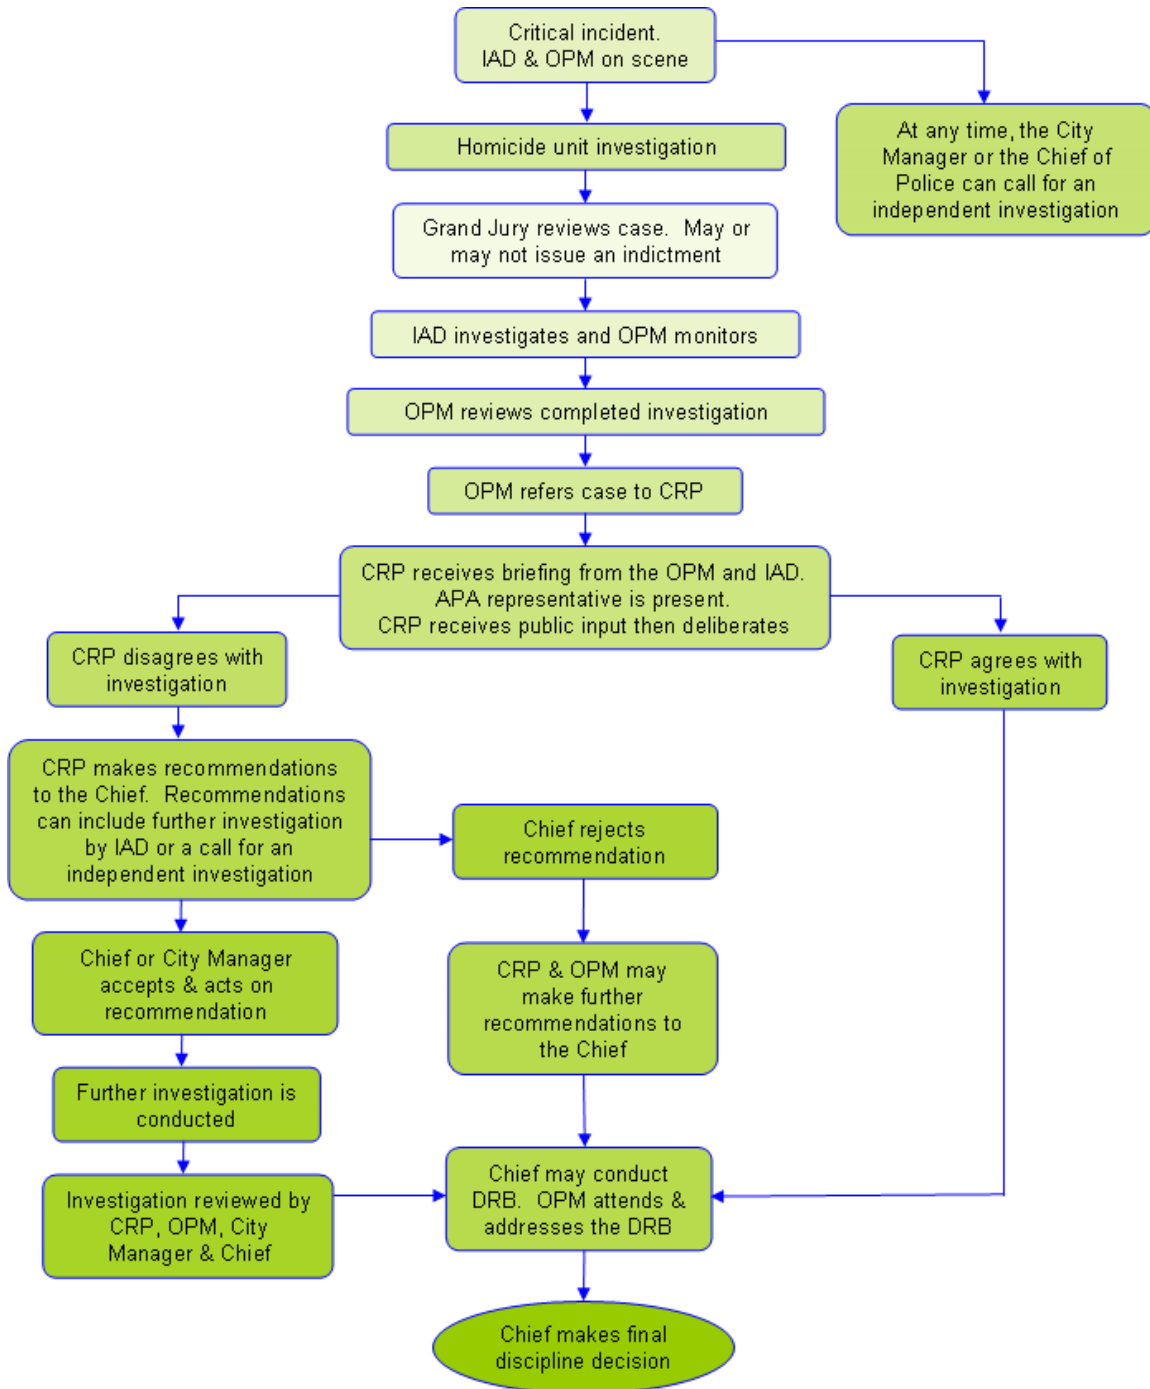 Critical incident.
IAD & OPM on scene
At any time, the City
Manager or the Chief of
Police can call for an
independent investigation
Homicide unit investigation
Grand Jury reviews case. May or
may not issue an indictment
IAD investigates and OPM monitors
OPM reviews completed investigation
OPM refers case to CRP
CRP receives briefing from the OPM and IAD.
APA representative is present.
CRP receives public input then deliberates
CRP disagrees with
investigation
CRP agrees with
investigation
CRP makes recommendations
to the Chief. Recommendations
can include further investigation
by IAD or a call for an
independent investigation
Chief rejects
recommendation
Chief or City Manager
accepts & acts on
recommendation
CRP & OPM may
make further
recommendations to
the Chief
Further investigation is
conducted
Investigation reviewed by
CRP, OPM, City
Manager & Chief
Chief may conduct
DRB. OPM attends &
addresses the DRB
Chief makes final
discipline decision